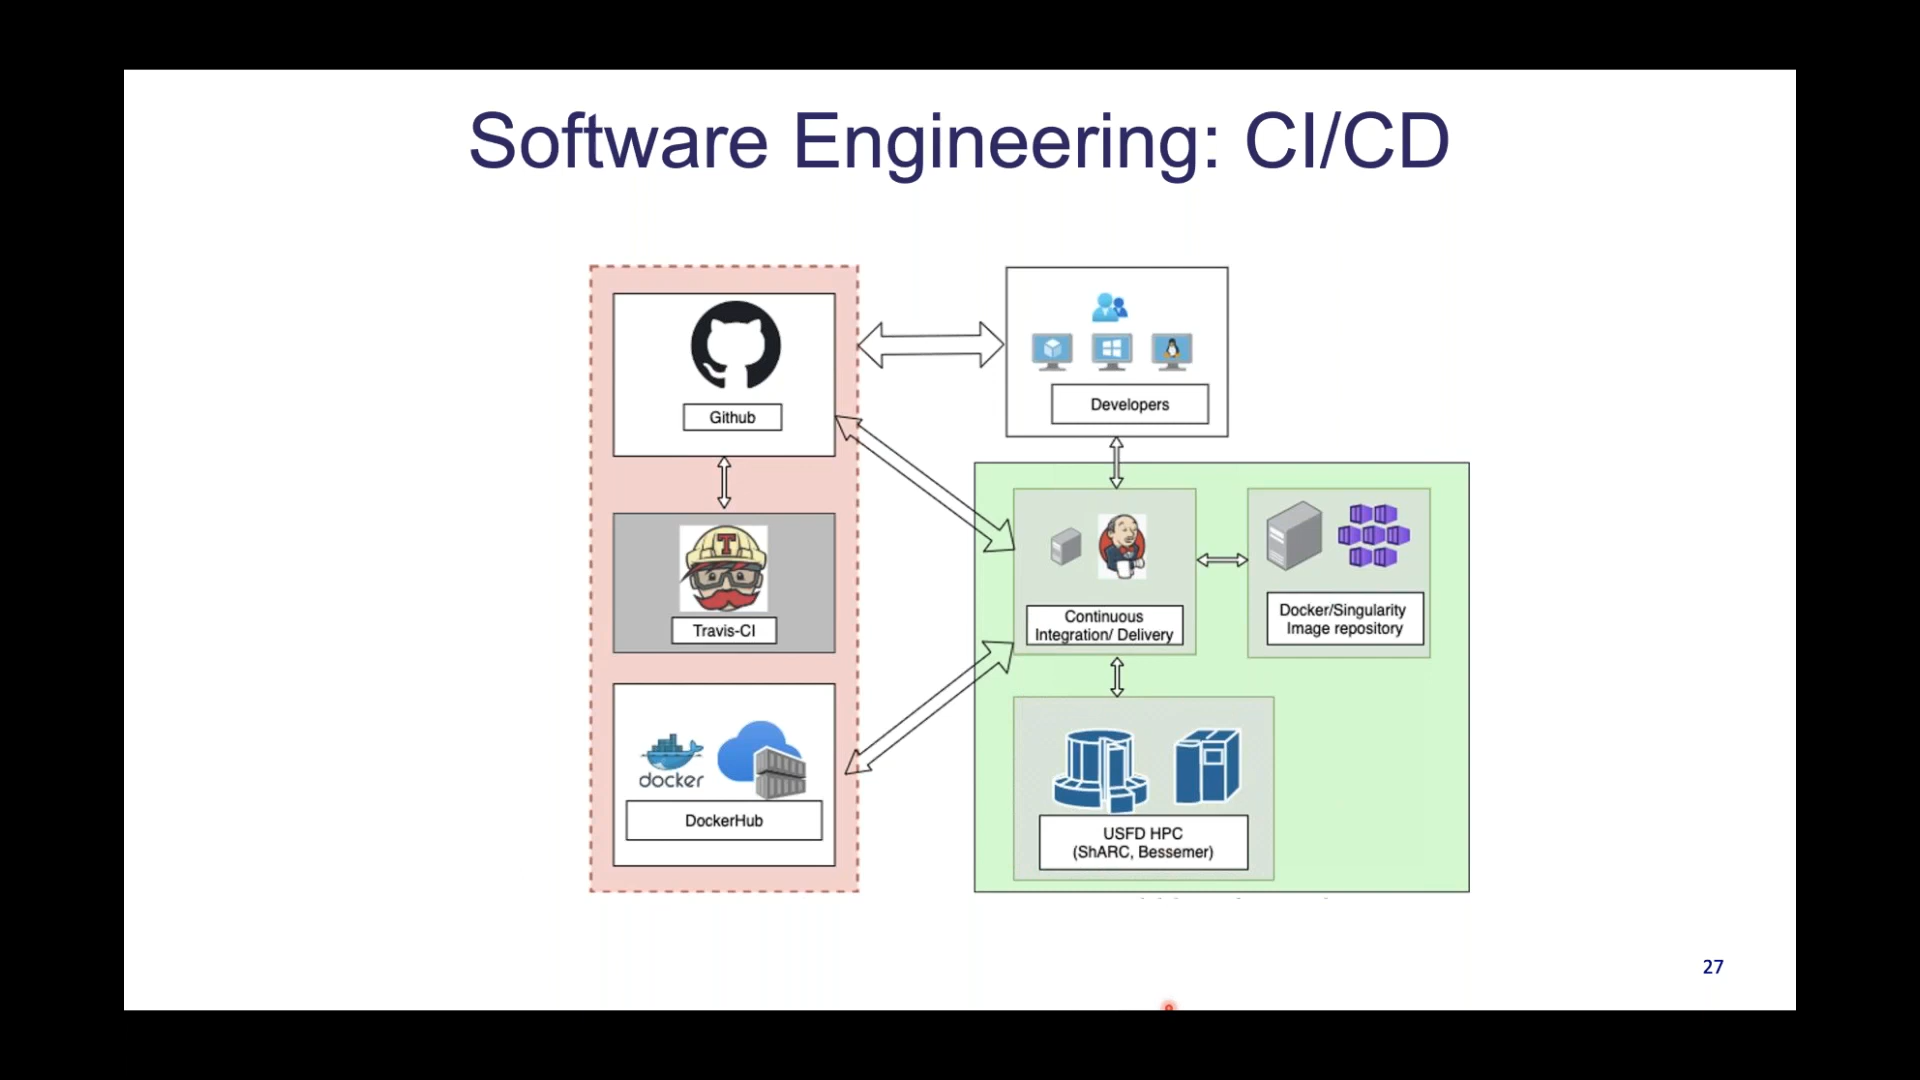 Software Engineering: CI/CD
Github
Developers
T
Travis-CI
Continuous
Integration/ Delivery
Docker/Singularity
Image repository
docker
DockerHub
USFD HPC
(ShARC, Bessemer)
27